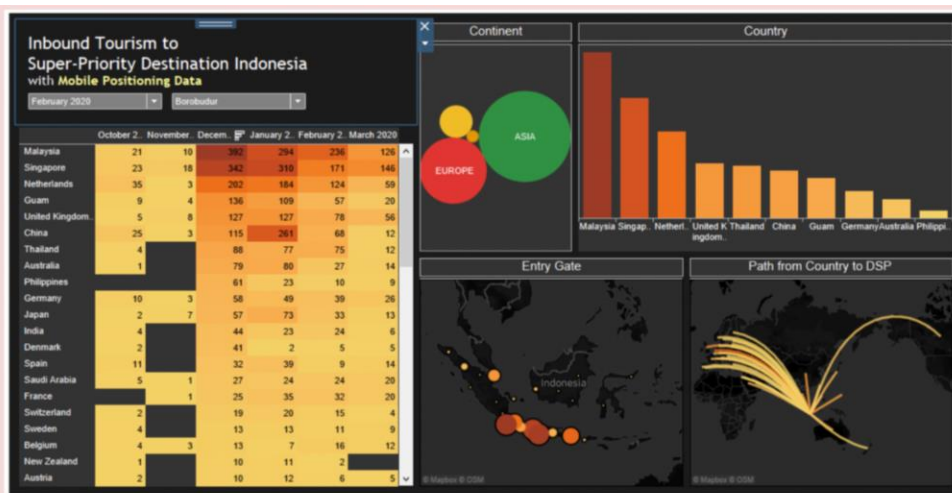 Inbound Tourism to
Super-Priority Destination Indonesia
with Mobile Positioning Data
February 2020 Borobudur
October 2.. November.. Decem.. January 2.. February 2.. March 2020
Malaysia 21 10 392 294 236 126
Singapore 23 18 342 310 171 146
Netherlands 35 3 202 184 124 59
Guam 9 4 136 109 57 20
United Kingdom.. 5 8 127 127 78 56
China 25 3 115 261 68 12
Thailand 4 88 77 75 12
Australia 1 79 80 27 14
Philippines 61 23 10 9
Germany 10 3 58 49 39 26
Japan 2 7 57 73 33 13
India 4 44 23 24 6
Denmark 2 41 2 5 5
Spain 11 32 39 9 14
Saudi Arabia 5 1 27 24 24 20
France 1 25 35 32 20
Switzerland 2 19 20 15 4
Sweden 4 13 13 11 9
Belgium 4 3 13 7 16 12
New Zealand 1 10 11 2
Austria 2 10 12 6 5
Continent
ASIA
EUROPE
Country
Malaysia Singap.. Netherl.. United K Thailand China Guam Germany Australia Philippi..
ingdom..
Entry Gate
Indonesia
© Mapbox © OSM
Path from Country to DSP
© Mapbox © OSM